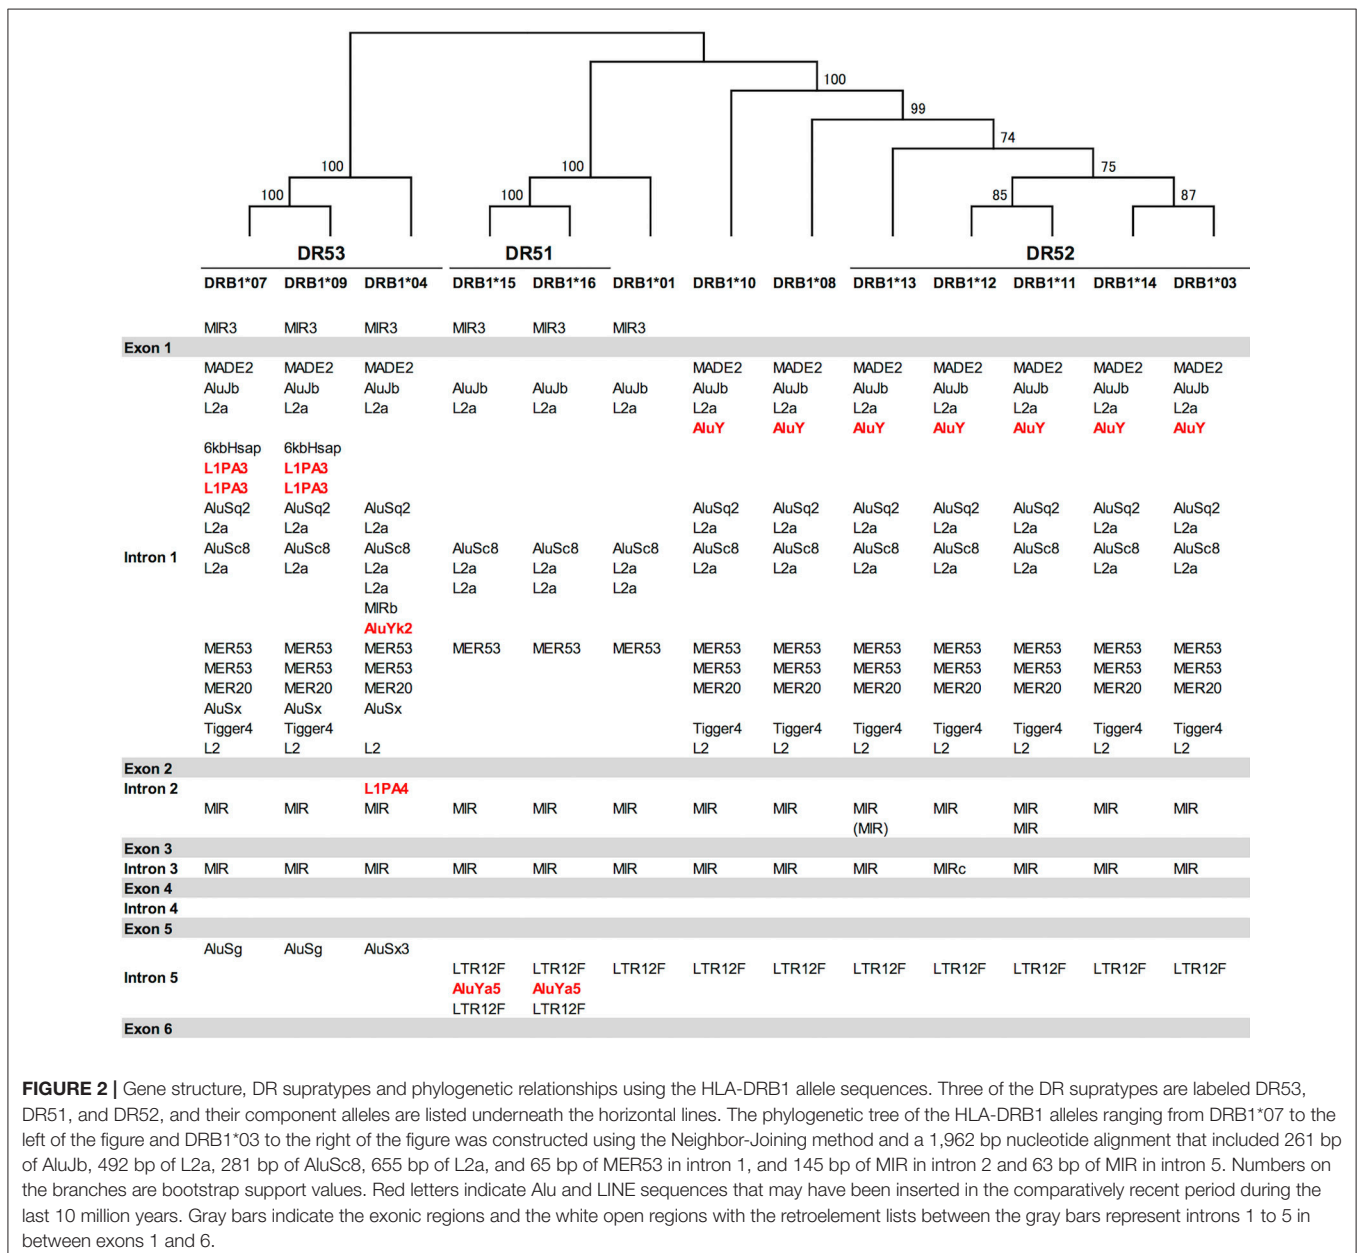 100
99
74
100 100 75
100 100 85 87
DR53 DR51 DR52
DRB1*07 DRB1*09 DRB1*04 DRB1*15 DRB1*16 DRB1*01 DRB1*10 DRB1*08 DRB1*13 DRB1*12 DRB1*11 DRB1*14 DRB1*03
MIR3 MIR3 MIR3 MIR3 MIR3 MIR3
Exon 1
MADE2 MADE2 MADE2 MADE2 MADE2 MADE2 MADE2 MADE2 MADE2 MADE2
AluJb AluJb AluJb AluJb AluJb AluJb AluJb AluJb AluJb AluJb AluJb AluJb AluJb
L2a L2a L2a L2a L2a L2a L2a L2a L2a L2a L2a L2a L2a
AluY AluY AluY AluY AluY AluY AluY
6kbHsap 6kbHsap
L1PA3 L1PA3
L1PA3 L1PA3
AluSq2 AluSq2 AluSq2 AluSq2 AluSq2 AluSq2 AluSq2 AluSq2 AluSq2 AluSq2
L2a L2a L2a L2a L2a L2a L2a L2a L2a L2a
Intron 1 AluSc8 AluSc8 AluSc8 AluSc8 AluSc8 AluSc8 AluSc8 AluSc8 AluSc8 AluSc8 AluSc8 AluSc8 AluSc8
L2a L2a L2a L2a L2a L2a L2a L2a L2a L2a L2a L2a L2a
L2a L2a L2a L2a
MIRb
AluYk2
MER53 MER53 MER53 MER53 MER53 MER53 MER53 MER53 MER53 MER53 MER53 MER53 MER53
MER53 MER53 MER53 MER53 MER53 MER53 MER53 MER53 MER53 MER53
MER20 MER20 MER20 MER20 MER20 MER20 MER20 MER20 MER20 MER20
AluSx AluSx AluSx
Tigger4 Tigger4 Tigger4 Tigger4 Tigger4 Tigger4 Tigger4 Tigger4 Tigger4
L2 L2 L2 L2 L2 L2 L2 L2 L2 L2
Exon 2
Intron 2 L1PA4
MIR MIR MIR MIR MIR MIR MIR MIR MIR MIR MIR MIR MIR
(MIR) MIR
Exon 3
Intron 3 MIR MIR MIR MIR MIR MIR MIR MIR MIR MIRc MIR MIR MIR
Exon 4
Intron 4
Exon 5
AluSg AluSg AluSx3
Intron 5 LTR12F LTR12F LTR12F LTR12F LTR12F LTR12F LTR12F LTR12F LTR12F LTR12F
AluYa5 AluYa5
LTR12F LTR12F
Exon 6
FIGURE 2 | Gene structure, DR supratypes and phylogenetic relationships using the HLA-DRB1 allele sequences. Three of the DR supratypes are labeled DR53,
DR51, and DR52, and their component alleles are listed underneath the horizontal lines. The phylogenetic tree of the HLA-DRB1 alleles ranging from DRB1*07 to the
left of the figure and DRB1*03 to the right of the figure was constructed using the Neighbor-Joining method and a 1,962 bp nucleotide alignment that included 261 bp
of AluJb, 492 bp of L2a, 281 bp of AluSc8, 655 bp of L2a, and 65 bp of MER53 in intron 1, and 145 bp of MIR in intron 2 and 63 bp of MIR in intron 5. Numbers on
the branches are bootstrap support values. Red letters indicate Alu and LINE sequences that may have been inserted in the comparatively recent period during the
last 10 million years. Gray bars indicate the exonic regions and the white open regions with the retroelement lists between the gray bars represent introns 1 to 5 in
between exons 1 and 6.